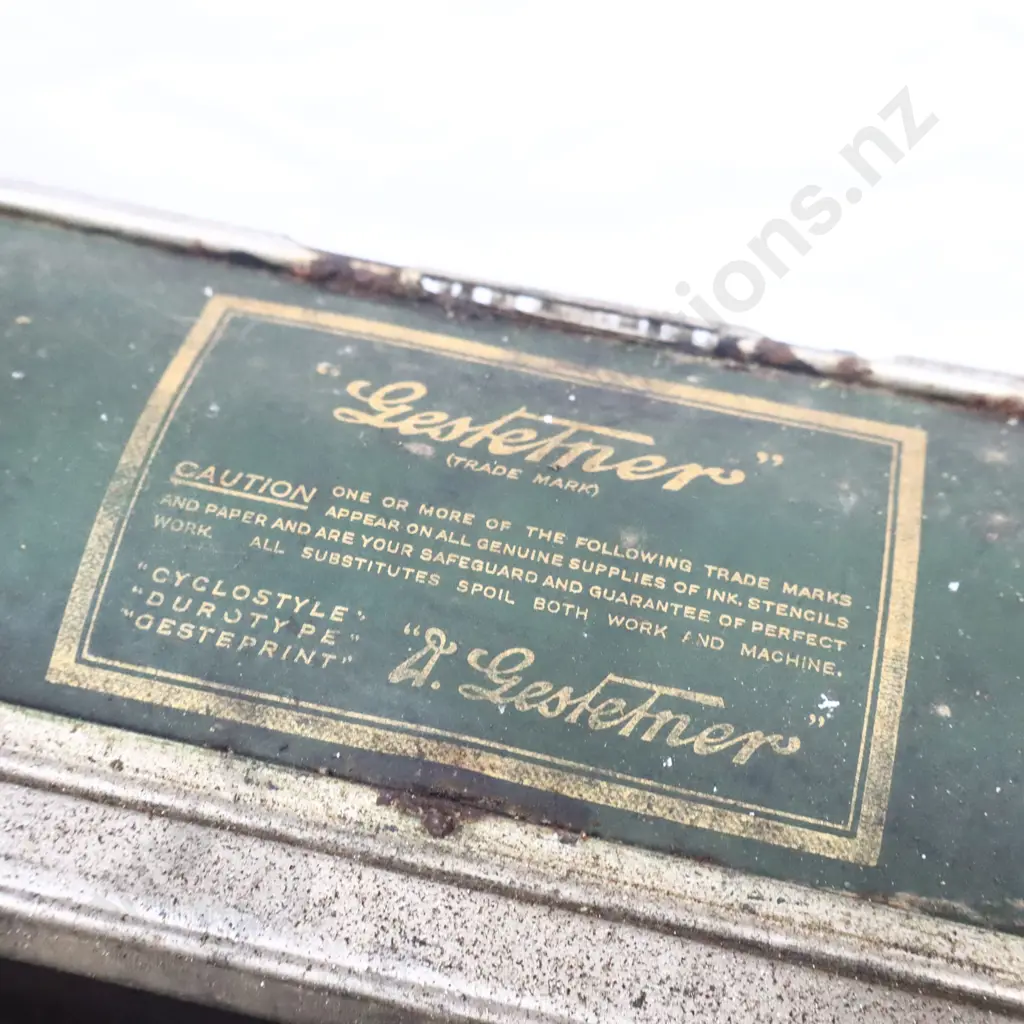 "Gestetner"
(TRADE MARK)
CAUTION ONE OR MORE OF THE FOLLOWING TRADE MARKS
APPEAR ON ALL GENUINE SUPPLIES OF INK, STENCILS
AND PAPER AND ARE YOUR SAFEGUARD AND GUARANTEE OF PERFECT
WORK. ALL SUBSTITUTES SPOIL BOTH WORK AND MACHINE.
"CYCLOSTYLE"
"DUROTYPE"
"GESTEPRINT"
"D. Gestetner"
ions.nz